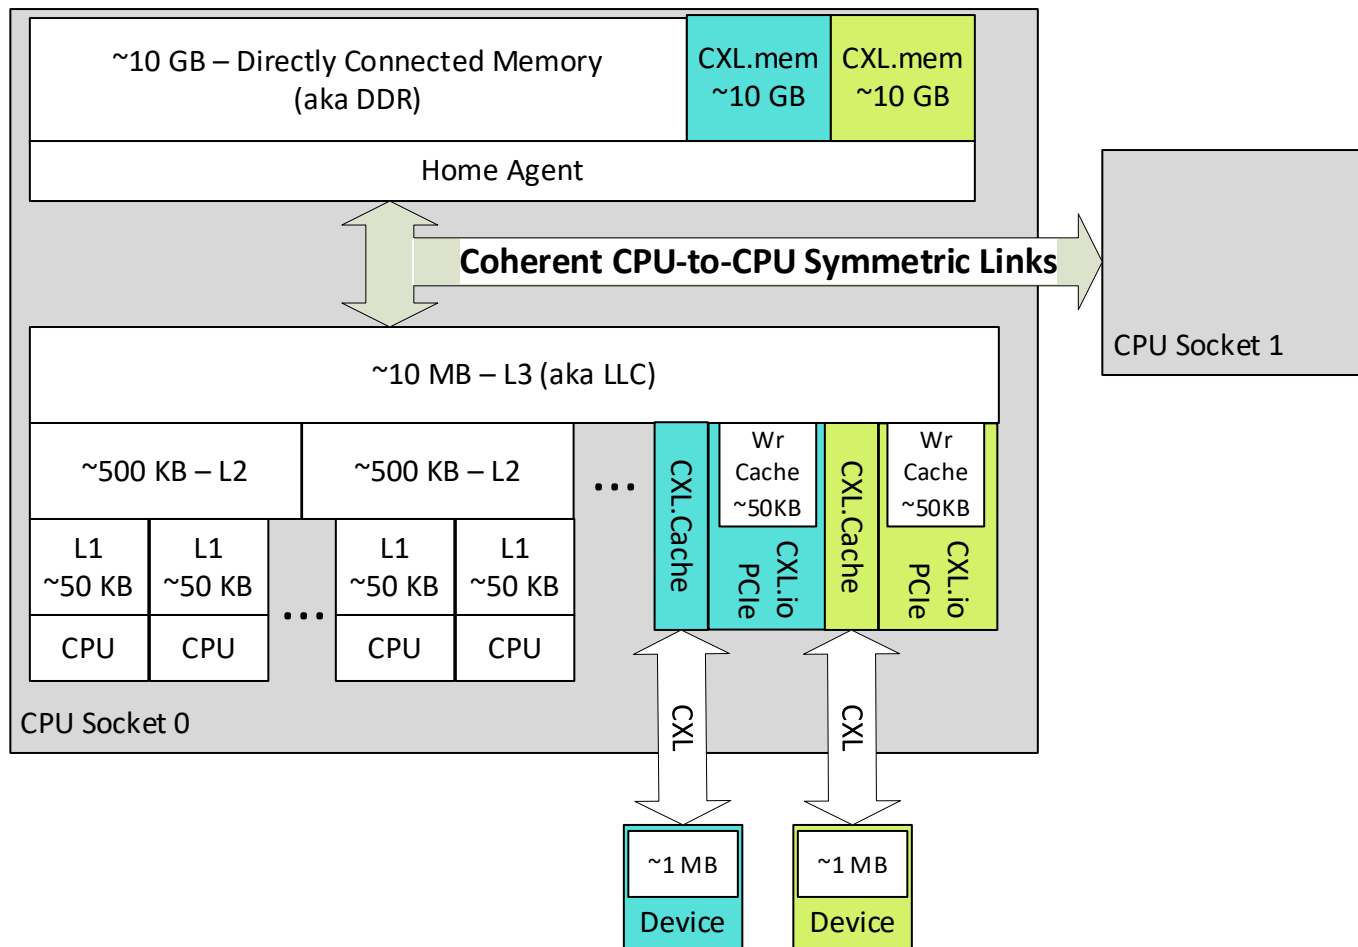 ~10 GB – Directly Connected Memory
(aka DDR)
CXL.mem
~10 GB
CXL.mem
~10 GB
Home Agent
Coherent CPU-to-CPU Symmetric Links
CPU Socket 1
~10 MB – L3 (aka LLC)
~500 KB – L2
~500 KB – L2
...
CXL.Cache
Wr
Cache
~50KB
CXL.io
PCIe
CXL.Cache
Wr
Cache
~50KB
CXL.io
PCIe
L1
~50 KB
L1
~50 KB
...
L1
~50 KB
L1
~50 KB
CPU
CPU
CPU
CPU
CPU Socket 0
CXL
CXL
~1 MB
Device
~1 MB
Device